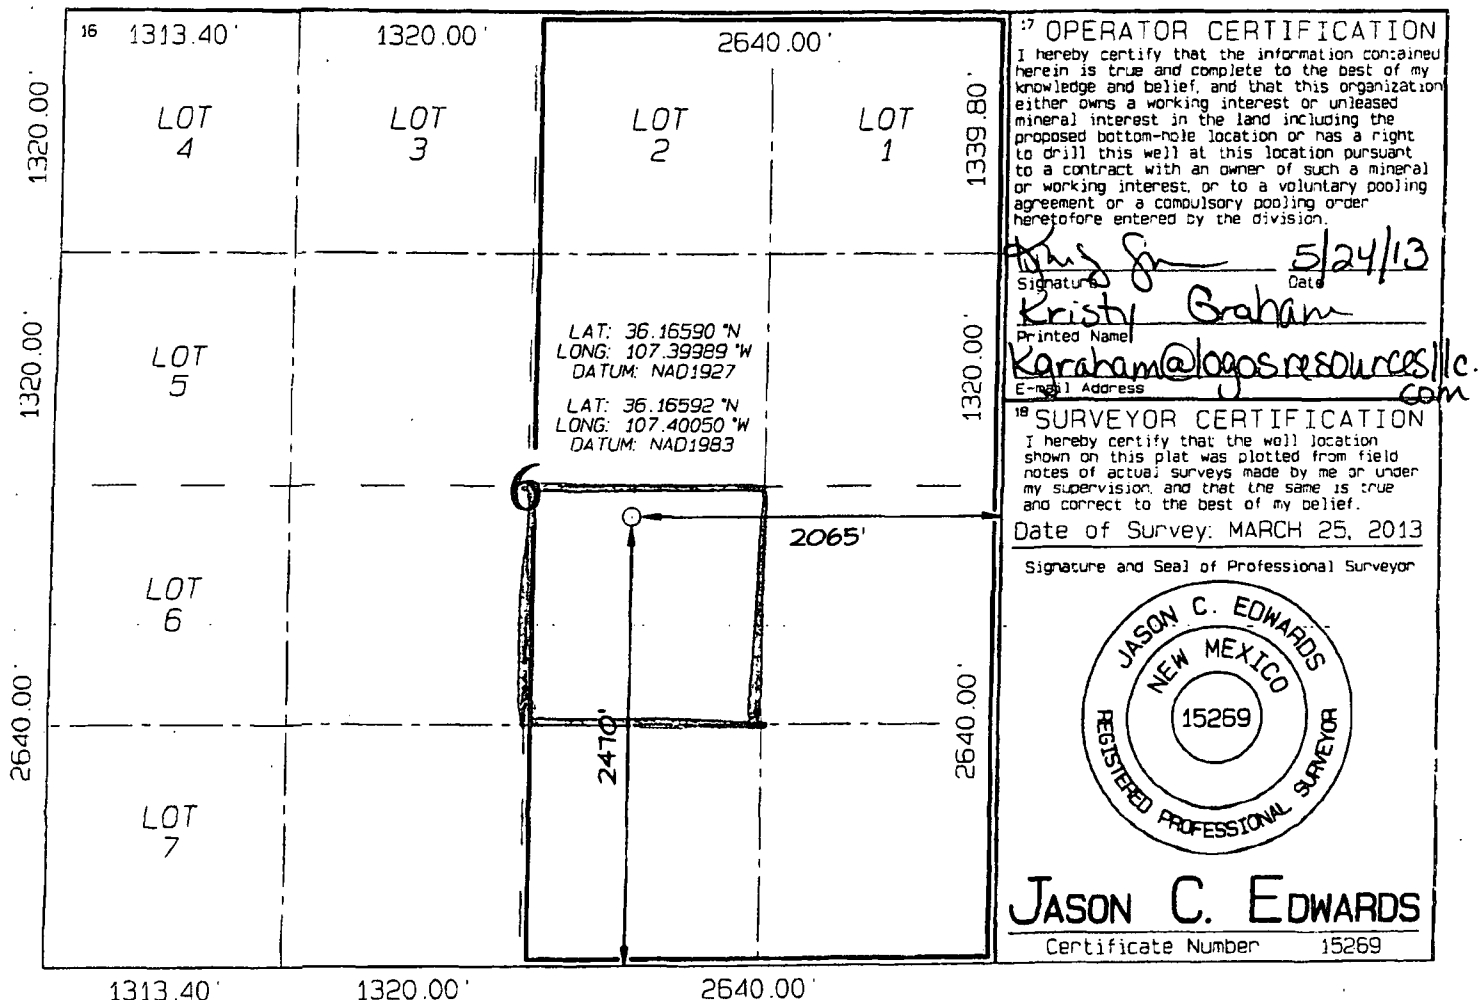 16 1313.40' 1320.00' 2640.00'
1320.00'
LOT
4
LOT
3
LOT
2
LOT
1
1339.80'
1320.00'
LOT
5
LAT: 36.16590 °N
LONG: 107.39989 °W
DATUM: NAD1927
LAT: 36.16592 °N
LONG: 107.40050 °W
DATUM: NAD1983
1320.00'
6
2065'
LOT
6
2640.00'
2470'
2640.00'
LOT
7
1313.40' 1320.00' 2640.00'
17 OPERATOR CERTIFICATION
I hereby certify that the information contained
herein is true and complete to the best of my
knowledge and belief, and that this organization
either owns a working interest or unleased
mineral interest in the land including the
proposed bottom-hole location or has a right
to drill this well at this location pursuant
to a contract with an owner of such a mineral
or working interest, or to a voluntary pooling
agreement or a compulsory pooling order
heretofore entered by the division.
5/24/13
Signature Date
Kristy Graham
Printed Name
Kgraham@logosresourcesllc.
com
E-mail Address
18 SURVEYOR CERTIFICATION
I hereby certify that the well location
shown on this plat was plotted from field
notes of actual surveys made by me or under
my supervision, and that the same is true
and correct to the best of my belief.
Date of Survey: MARCH 25, 2013
Signature and Seal of Professional Surveyor
JASON C. EDWARDS
NEW MEXICO
15269
REGISTERED PROFESSIONAL SURVEYOR
JASON C. EDWARDS
Certificate Number 15269